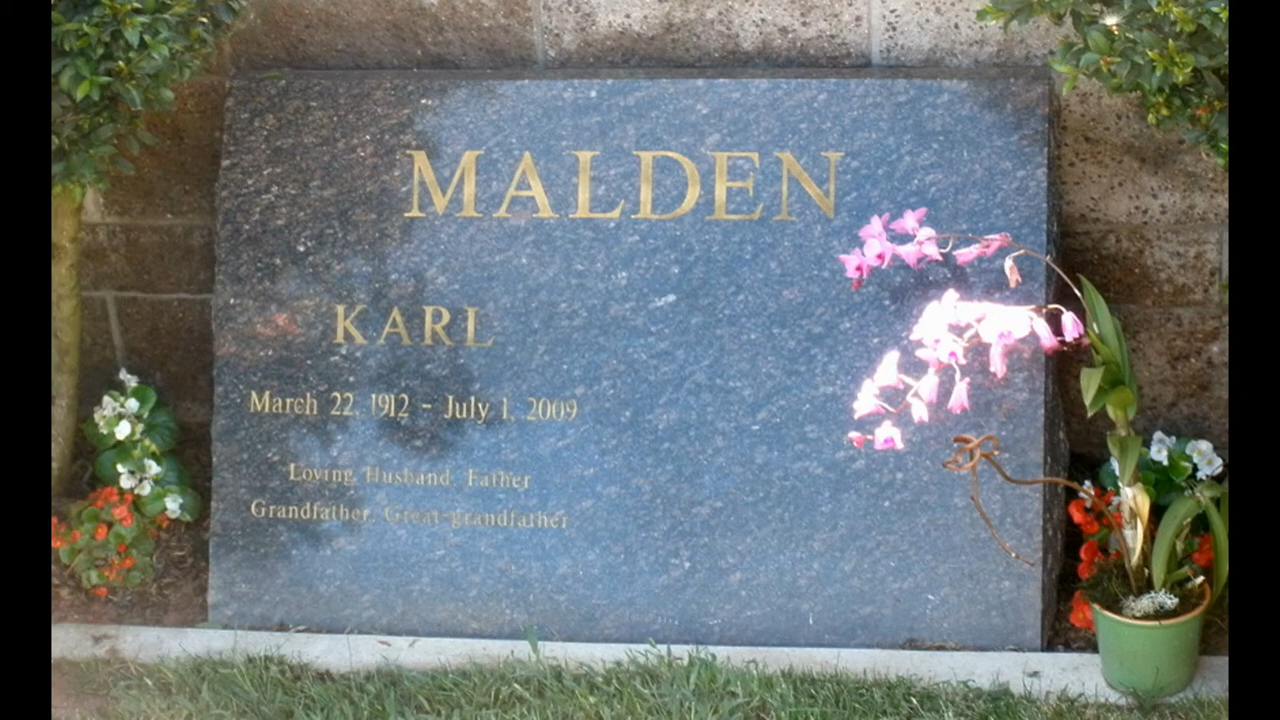 MALDEN
KARL
March 22, 1912 - July 1, 2009
Loving Husband, Father
Grandfather, Great-grandfather